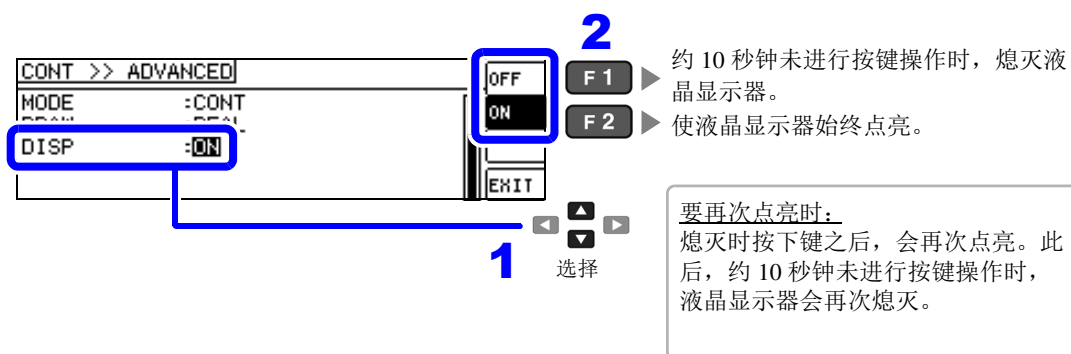 2
CONT >> ADVANCED
MODE :CONT
DISP :ON
OFF
ON
EXIT
F 1
约 10 秒钟未进行按键操作时，熄灭液
晶显示器。
F 2
使液晶显示器始终点亮。
1
选择
要再次点亮时：
熄灭时按下键之后，会再次点亮。此
后，约 10 秒钟未进行按键操作时，
液晶显示器会再次熄灭。